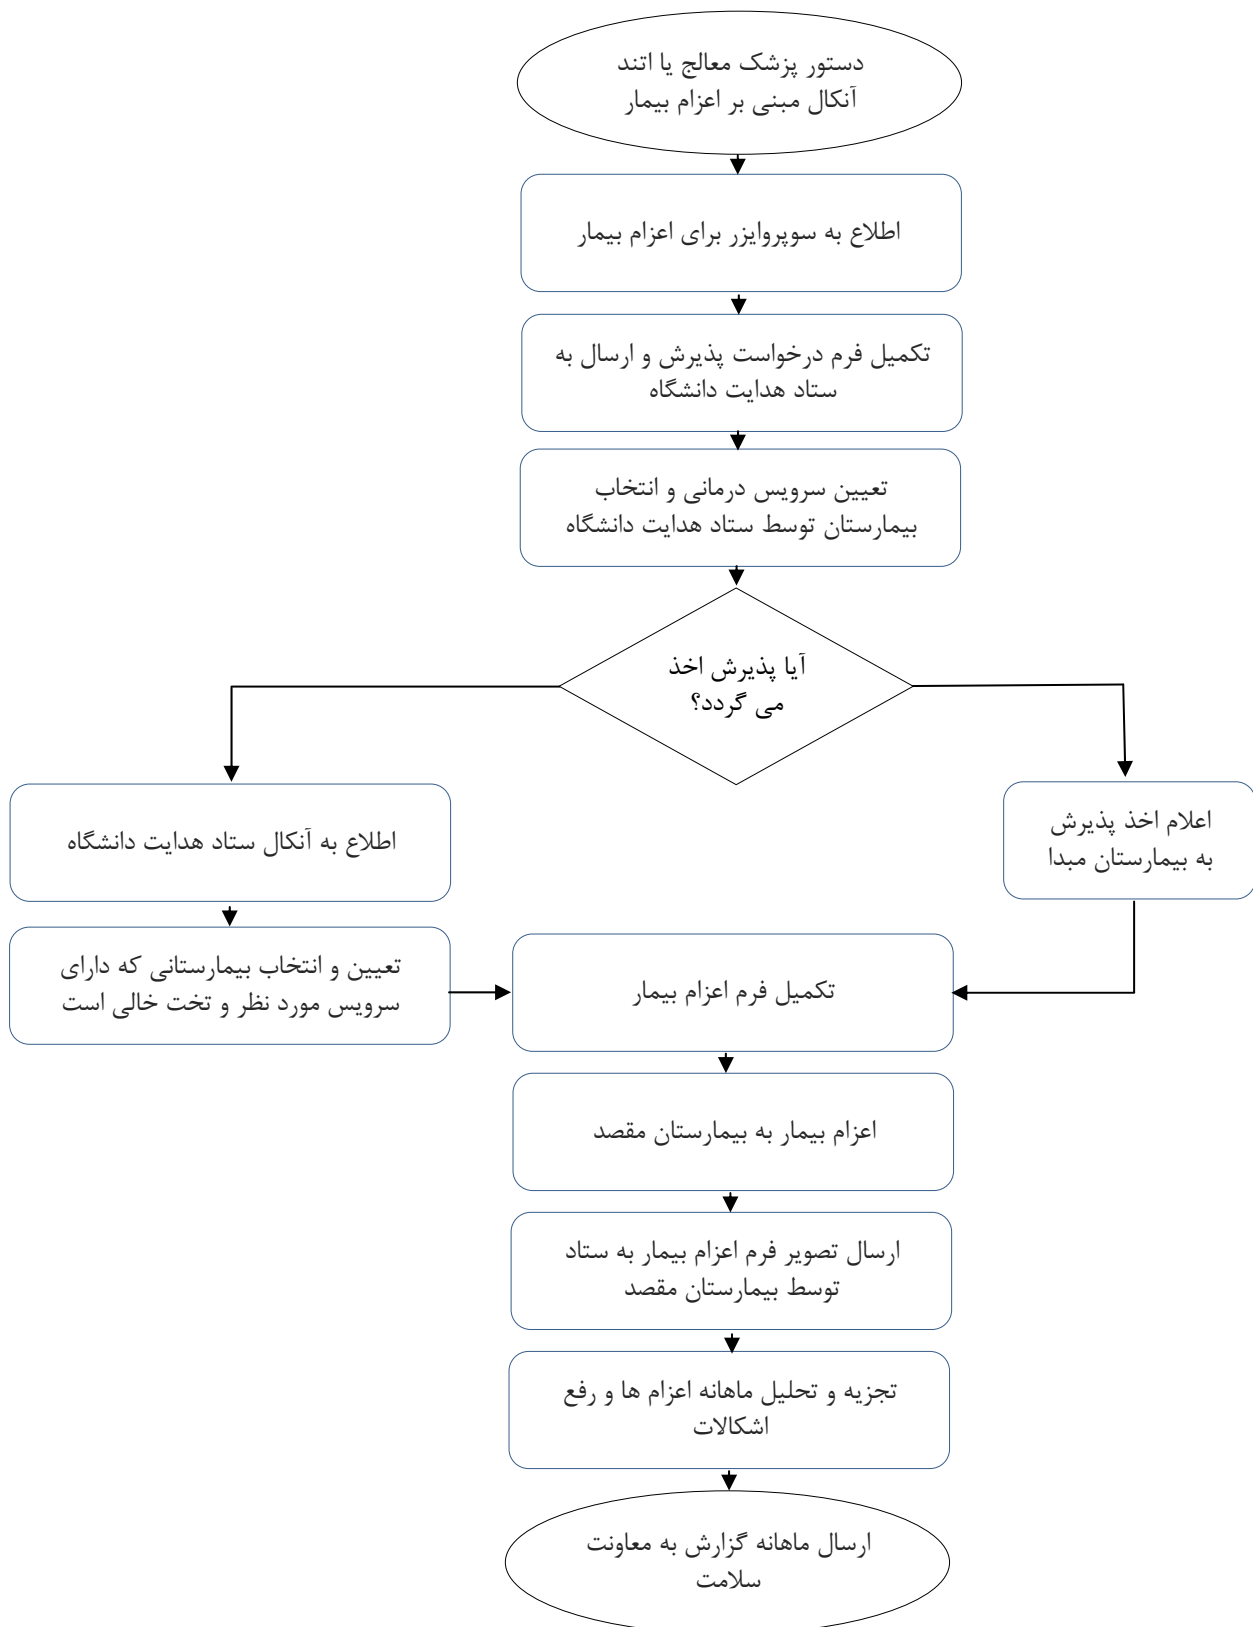 دستور پزشک معالج یا اتند
آنکال مبنی بر اعزام بیمار
اطلاع به سوپروایزر برای اعزام بیمار
تکمیل فرم درخواست پذیرش و ارسال به
ستاد هدایت دانشگاه
تعیین سرویس درمانی و انتخاب
بیمارستان توسط ستاد هدایت دانشگاه
آیا پذیرش اخذ
می گردد؟
اعلام اخذ پذیرش
به بیمارستان مبدا
اطلاع به آنکال ستاد هدایت دانشگاه
تعیین و انتخاب بیمارستانی که دارای
سرویس مورد نظر و تخت خالی است
تکمیل فرم اعزام بیمار
اعزام بیمار به بیمارستان مقصد
ارسال تصویر فرم اعزام بیمار به ستاد
توسط بیمارستان مقصد
تجزیه و تحلیل ماهانه اعزام ها و رفع
اشکالات
ارسال ماهانه گزارش به معاونت
سلامت